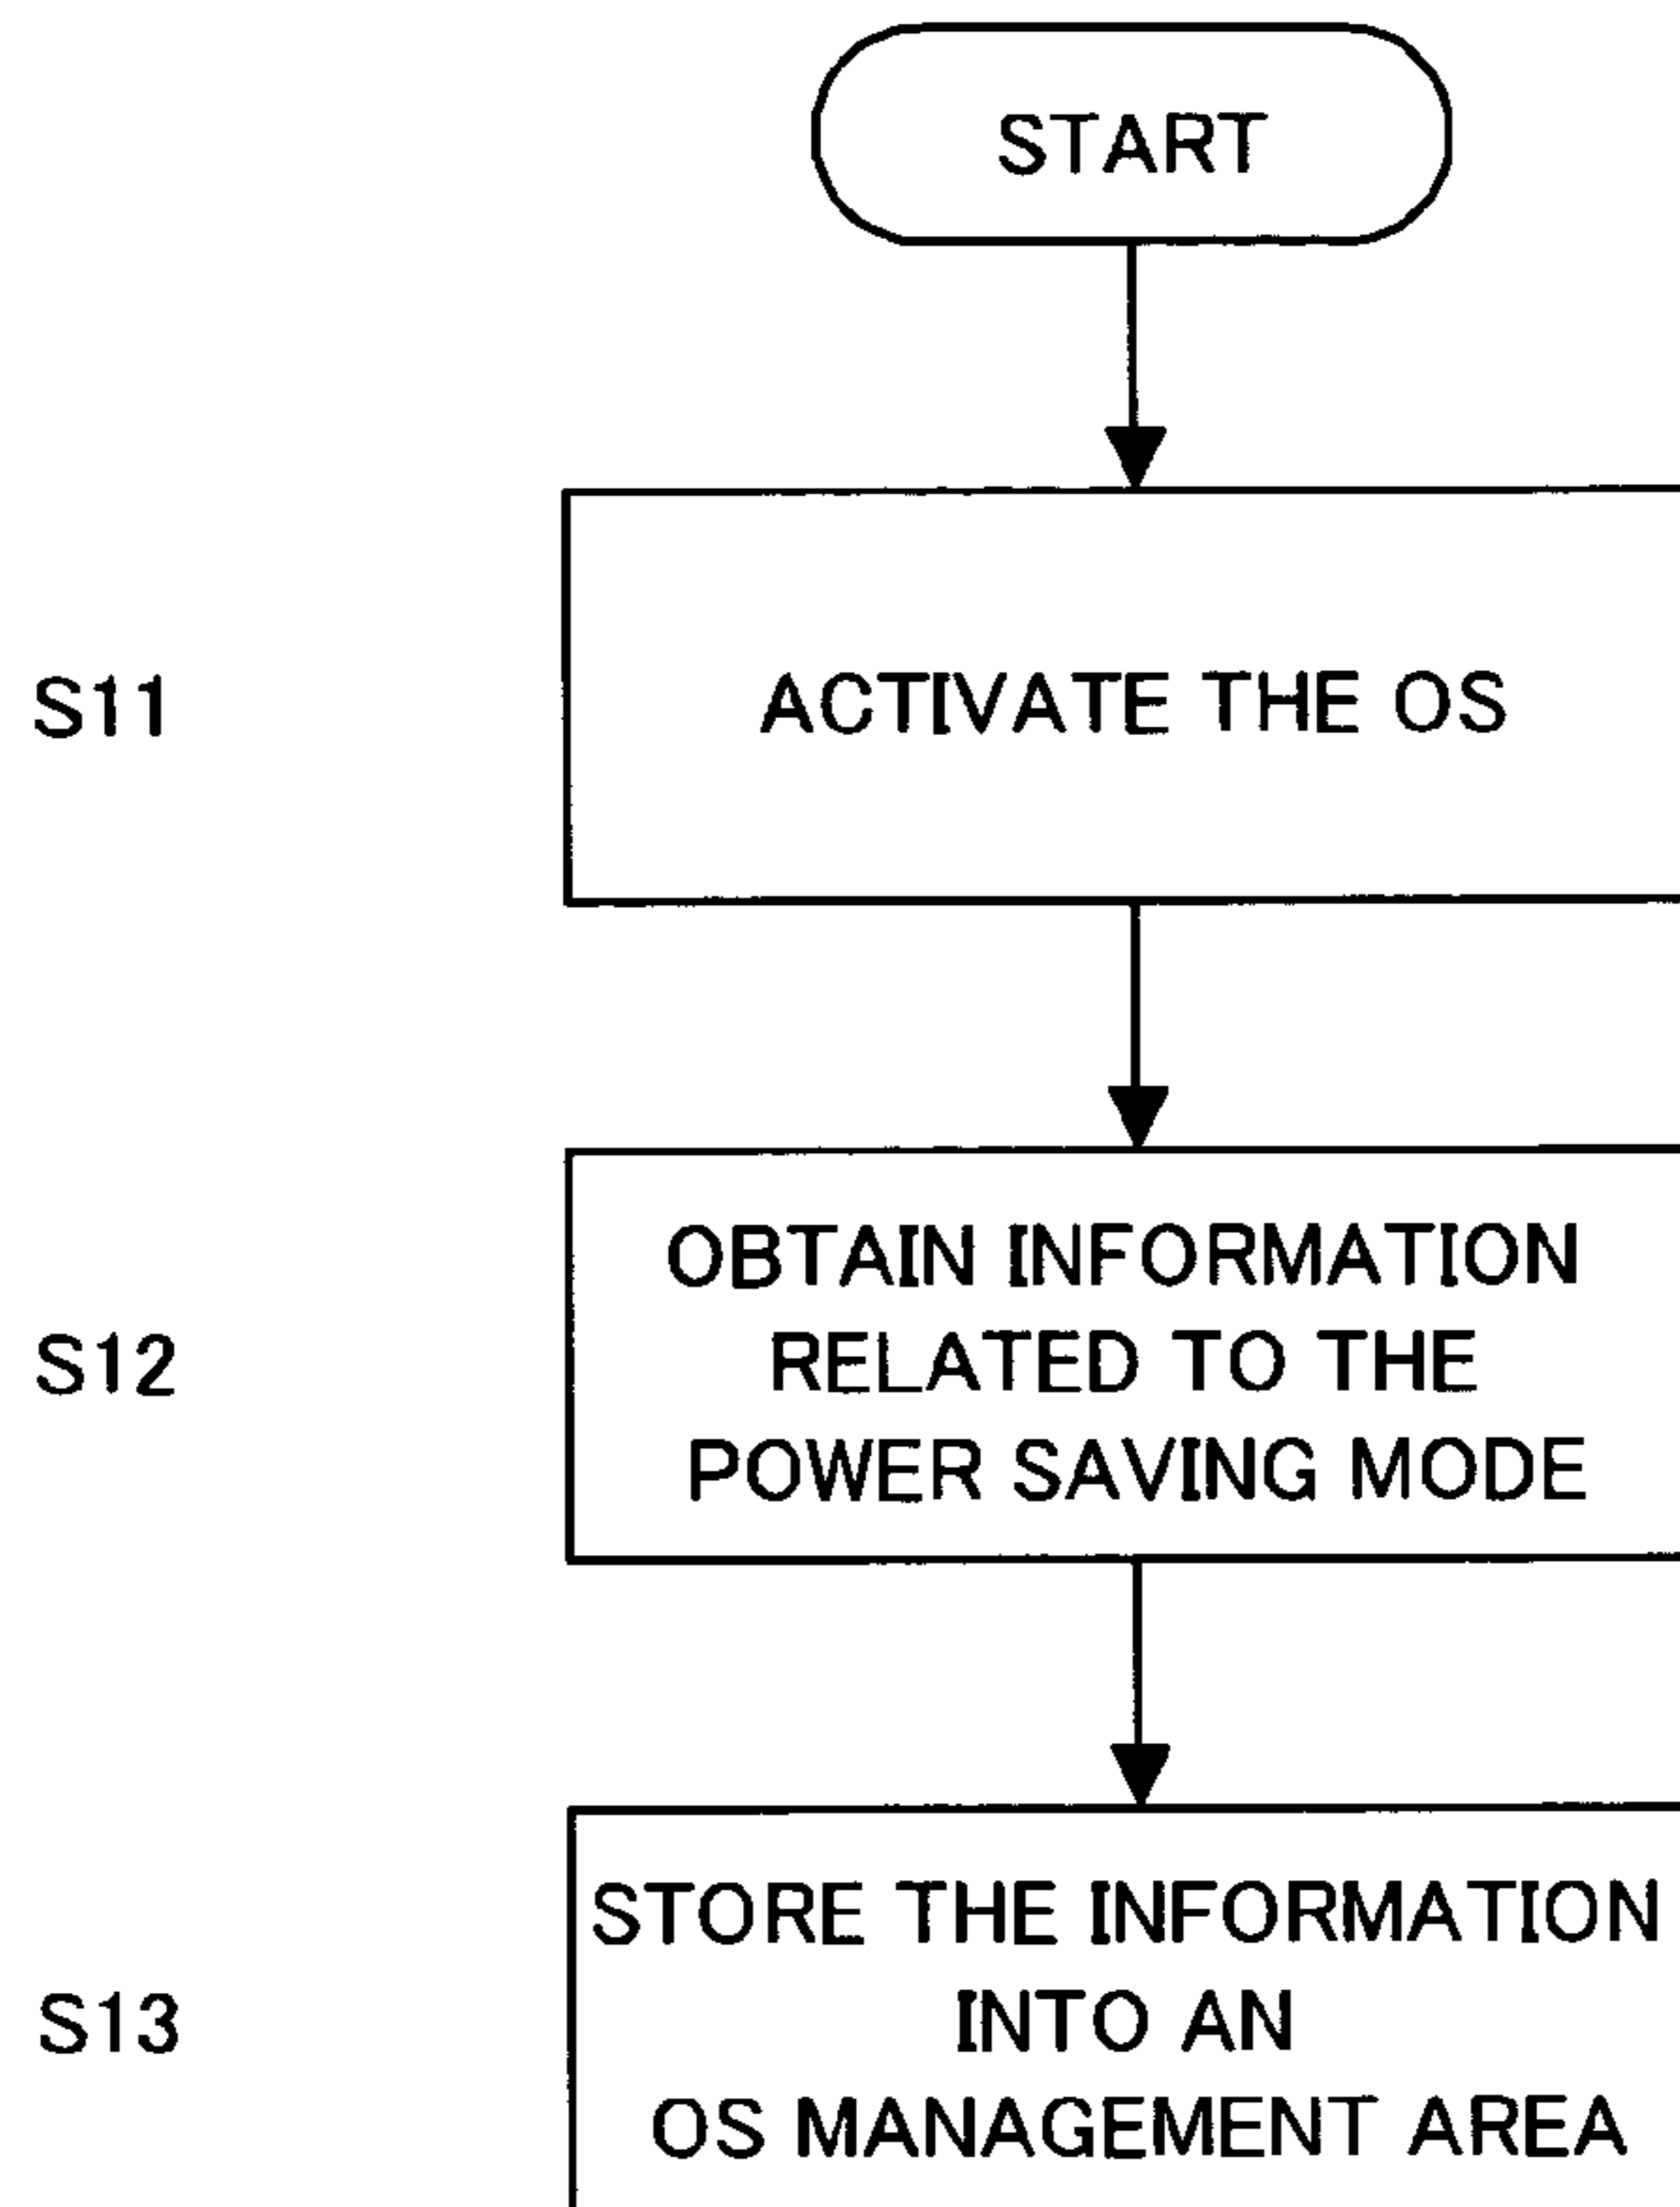 START
S11
ACTIVATE THE OS
S12
OBTAIN INFORMATION
RELATED TO THE
POWER SAVING MODE
S13
STORE THE INFORMATION
INTO AN
OS MANAGEMENT AREA